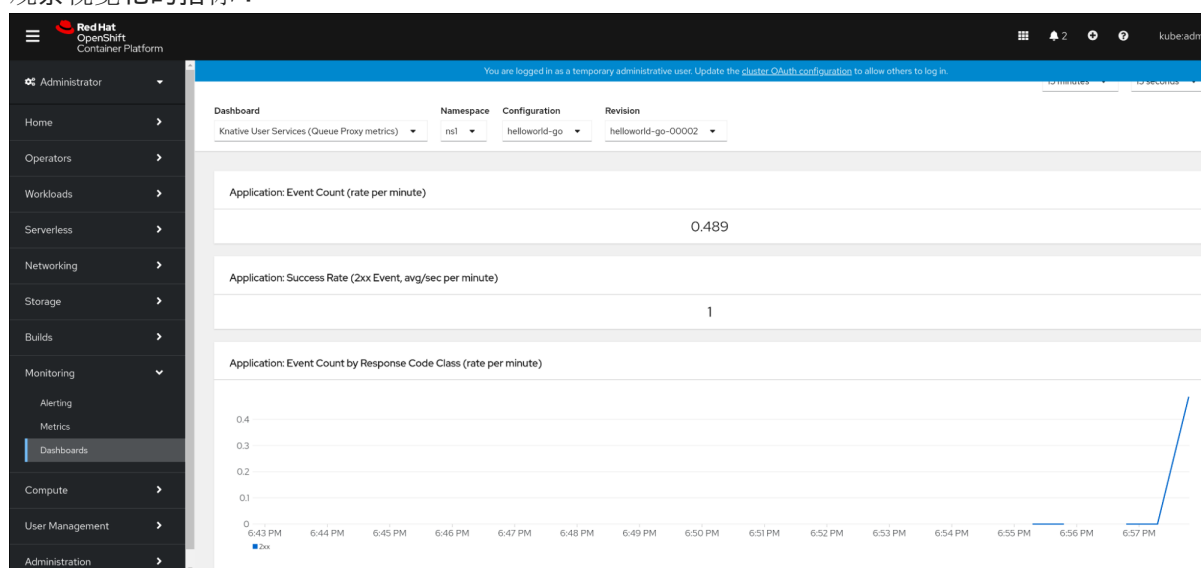 观察视觉化的指标：
Red Hat
OpenShift
Container Platform
2
kube:adm
Administrator
You are logged in as a temporary administrative user. Update the cluster OAuth configuration to allow others to log in.
15 minutes
15 seconds
Home
Operators
Workloads
Serverless
Networking
Storage
Builds
Monitoring
Alerting
Metrics
Dashboards
Compute
User Management
Administration
Dashboard Namespace Configuration Revision
Knative User Services (Queue Proxy metrics) ns1 helloworld-go helloworld-go-00002
Application: Event Count (rate per minute)
0.489
Application: Success Rate (2xx Event, avg/sec per minute)
1
Application: Event Count by Response Code Class (rate per minute)
0.4
0.3
0.2
0.1
0
6:43 PM 6:44 PM 6:45 PM 6:46 PM 6:47 PM 6:48 PM 6:49 PM 6:50 PM 6:51 PM 6:52 PM 6:53 PM 6:54 PM 6:55 PM 6:56 PM 6:57 PM
2xx